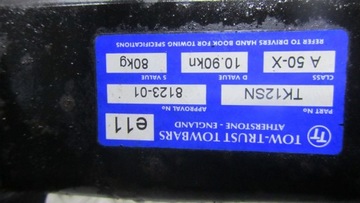 TT
TOW-TRUST TOWBARS
ATHERSTONE - ENGLAND
e11
PART No
APPROVAL No
TK12SN
8123-01
CLASS
D VALUE
S VALUE
A 50-X
10.90kn
80kg
REFER TO DRIVERS HAND BOOK FOR TOWING SPECIFICATIONS